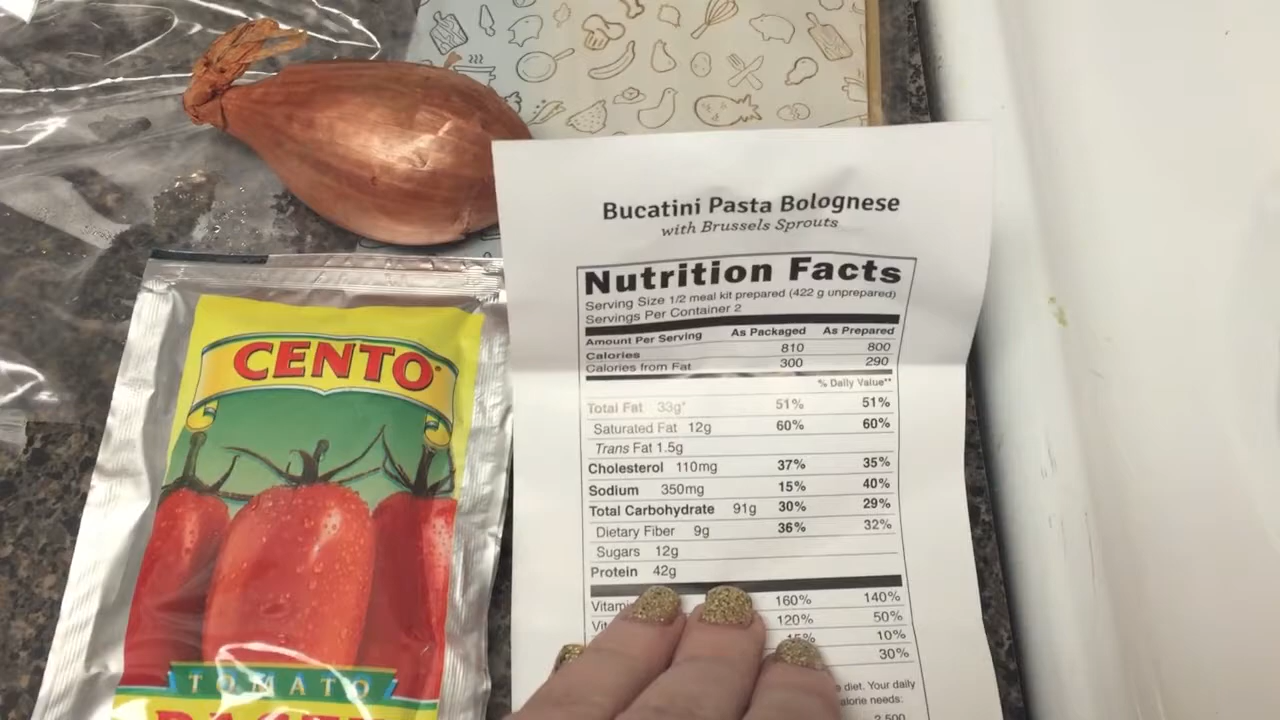 CENTO
TOMATO
Bucatini Pasta Bolognese
with Brussels Sprouts
Nutrition Facts
Serving Size 1/2 meal kit prepared (422 g unprepared)
Servings Per Container 2
Amount Per Serving As Packaged As Prepared
Calories 810 800
Calories from Fat 300 290
% Daily Value**
Total Fat 33g* 51% 51%
Saturated Fat 12g 60% 60%
Trans Fat 1.5g
Cholesterol 110mg 37% 35%
Sodium 350mg 15% 40%
Total Carbohydrate 91g 30% 29%
Dietary Fiber 9g 36% 32%
Sugars 12g
Protein 42g
160% 140%
120% 50%
15% 10%
30%
diet. Your daily
needs:
2,500